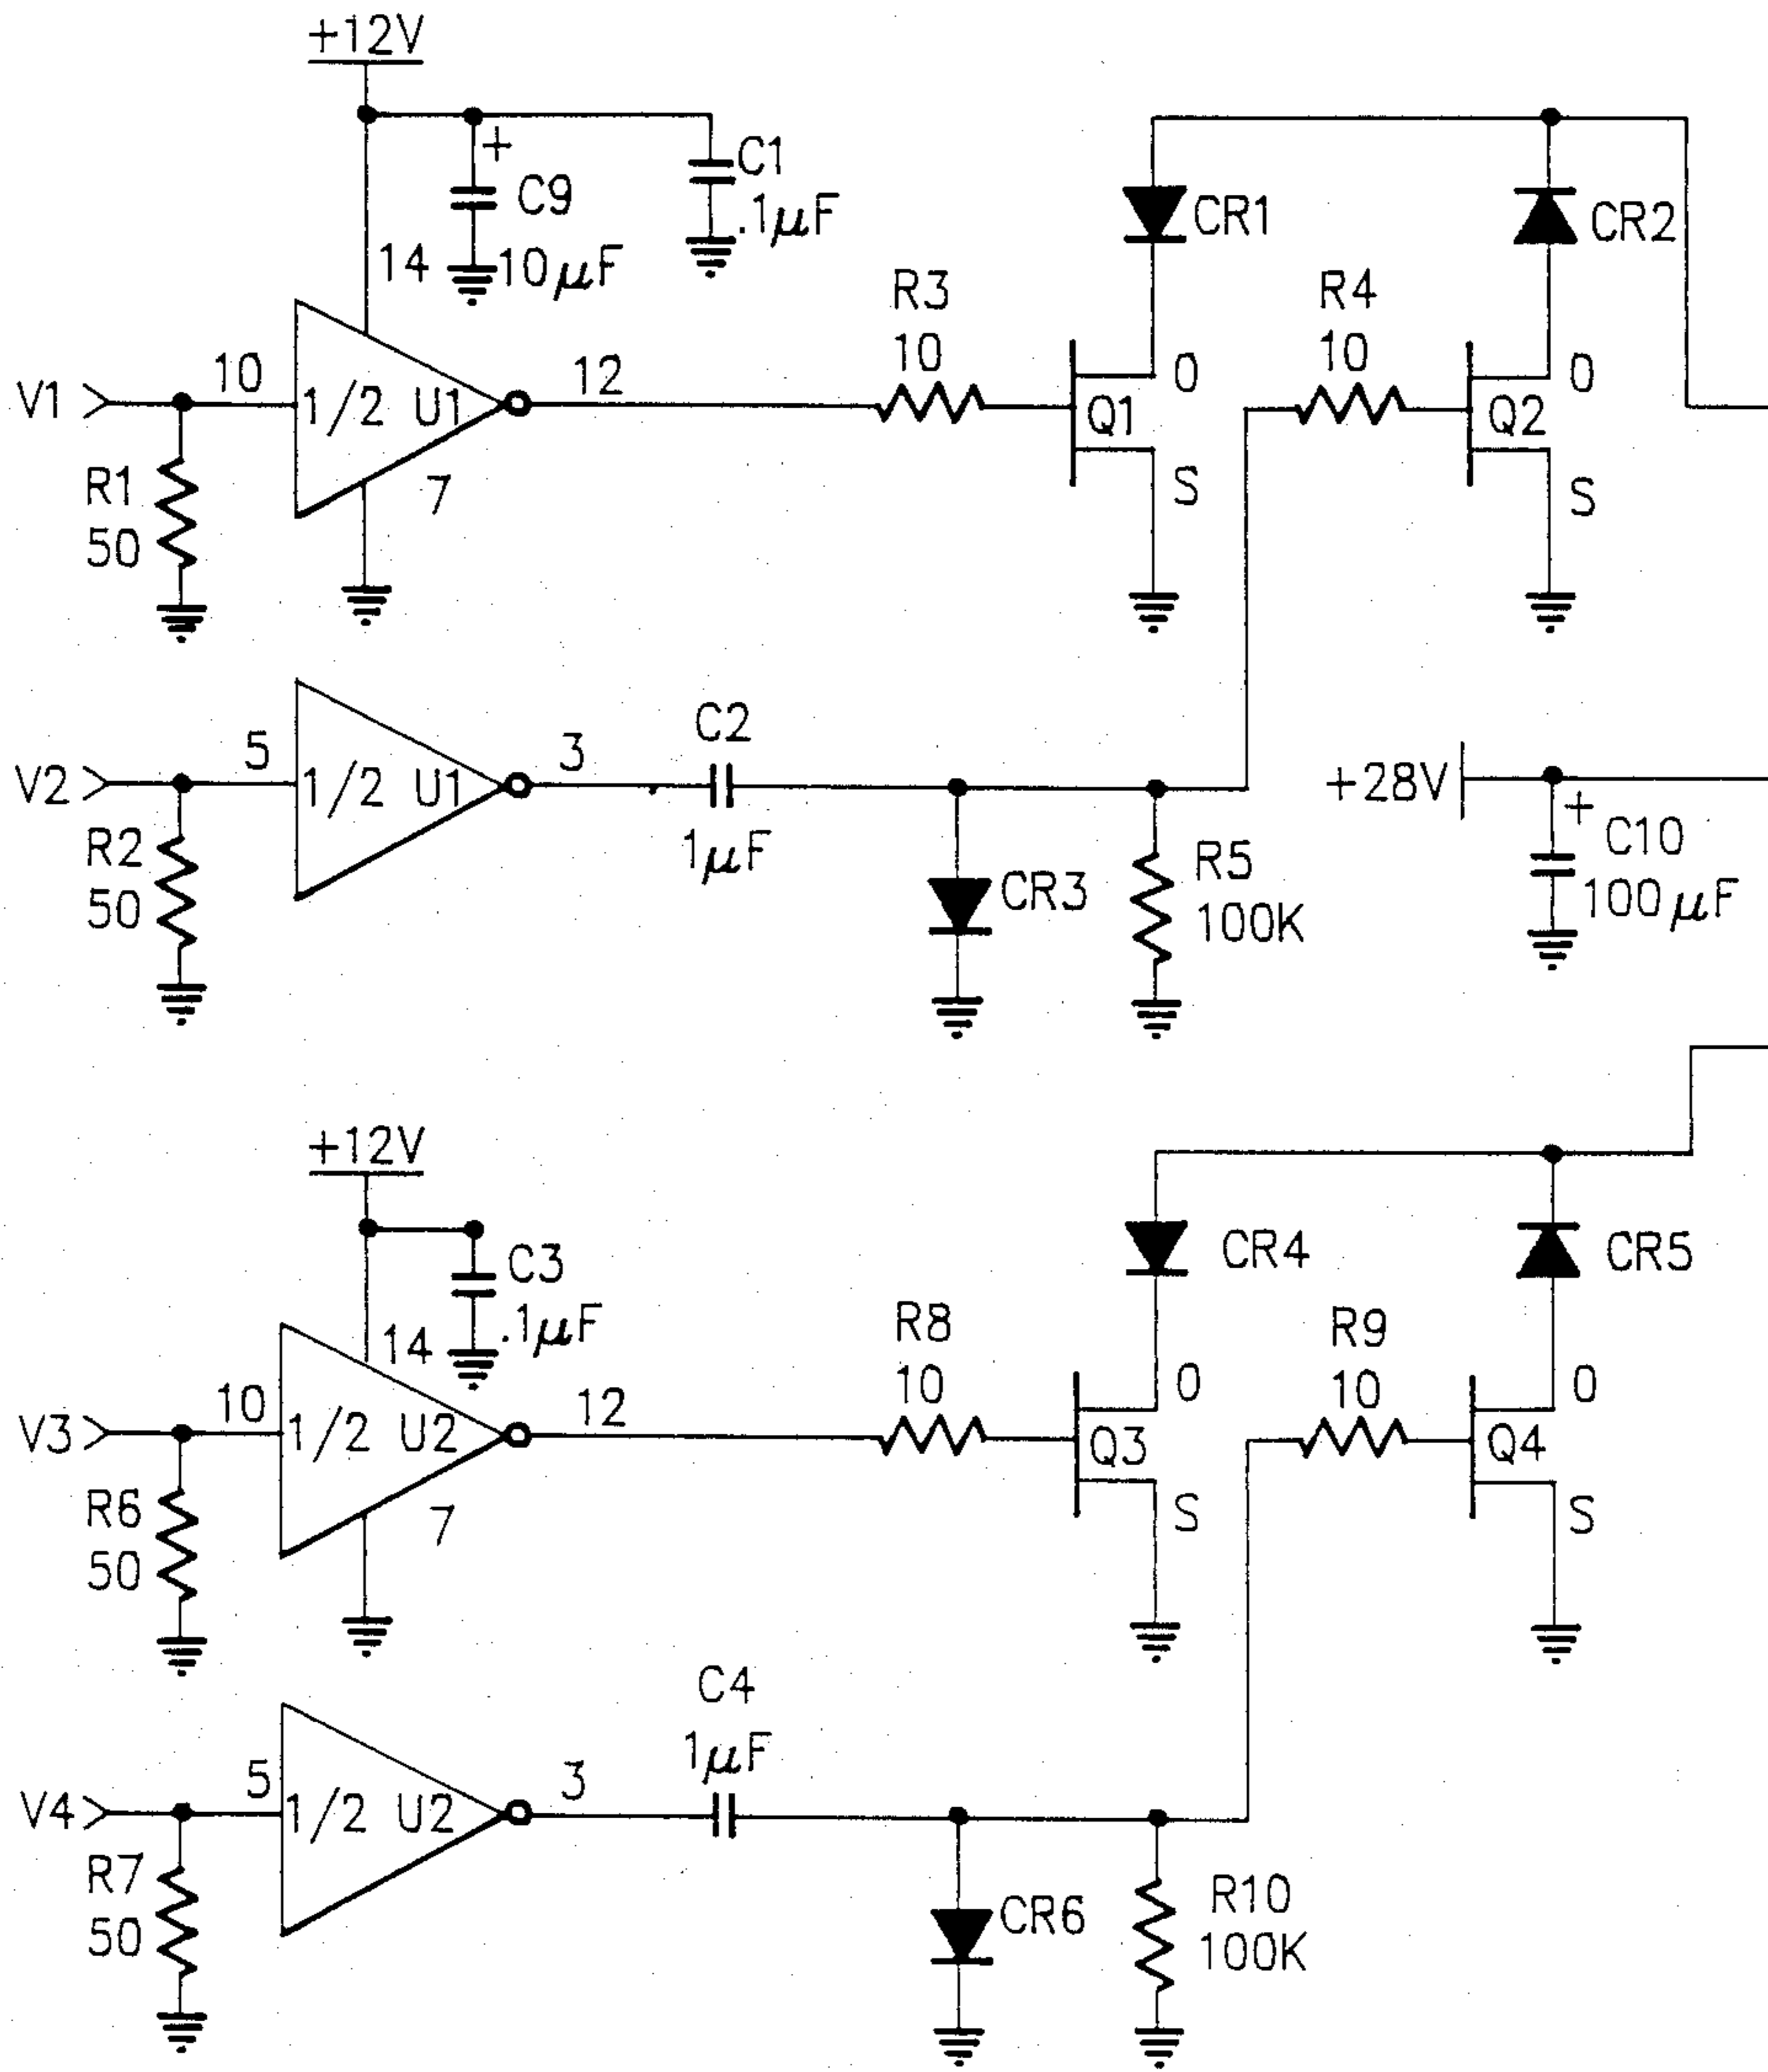 +12V
C1
.1μF
+
C9
10μF
14
CR1
CR2
R3
10
R4
10
V1
10
1/2 U1
12
Q1
0
S
Q2
0
S
R1
50
7
V2
5
1/2 U1
3
C2
1μF
R2
50
CR3
R5
100K
+28V
+
C10
100μF
+12V
C3
.1μF
14
CR4
CR5
R8
10
R9
10
V3
10
1/2 U2
12
Q3
0
S
Q4
0
S
R6
50
7
C4
1μF
V4
5
1/2 U2
3
R7
50
CR6
R10
100K